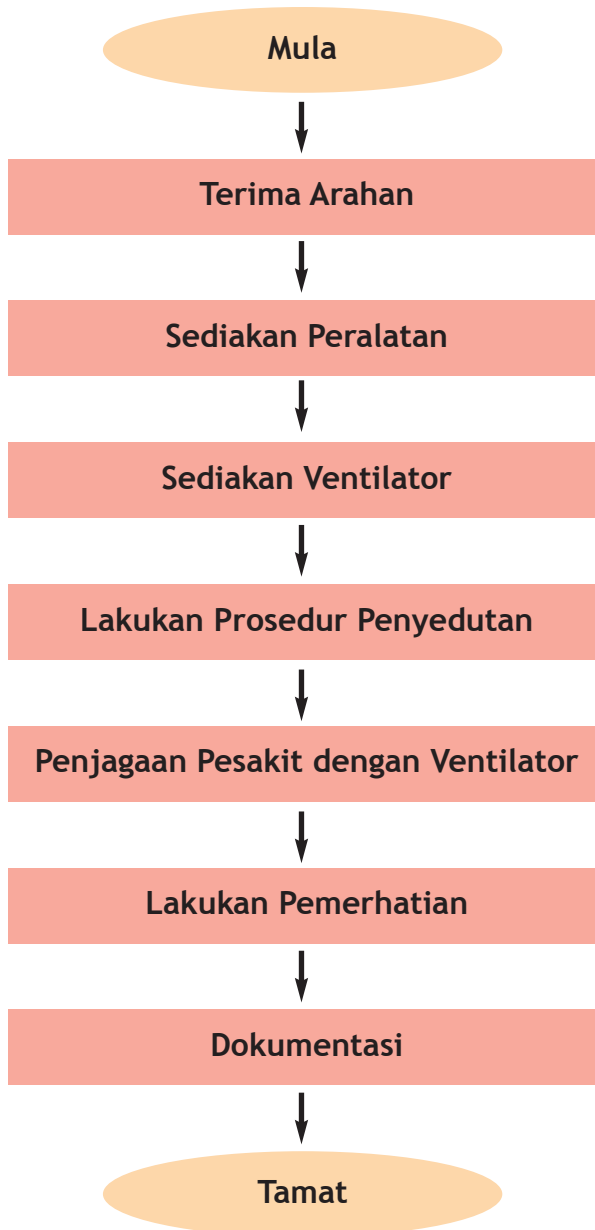 Mula
Terima Arahan
Sediakan Peralatan
Sediakan Ventilator
Lakukan Prosedur Penyedutan
Penjagaan Pesakit dengan Ventilator
Lakukan Pemerhatian
Dokumentasi
Tamat